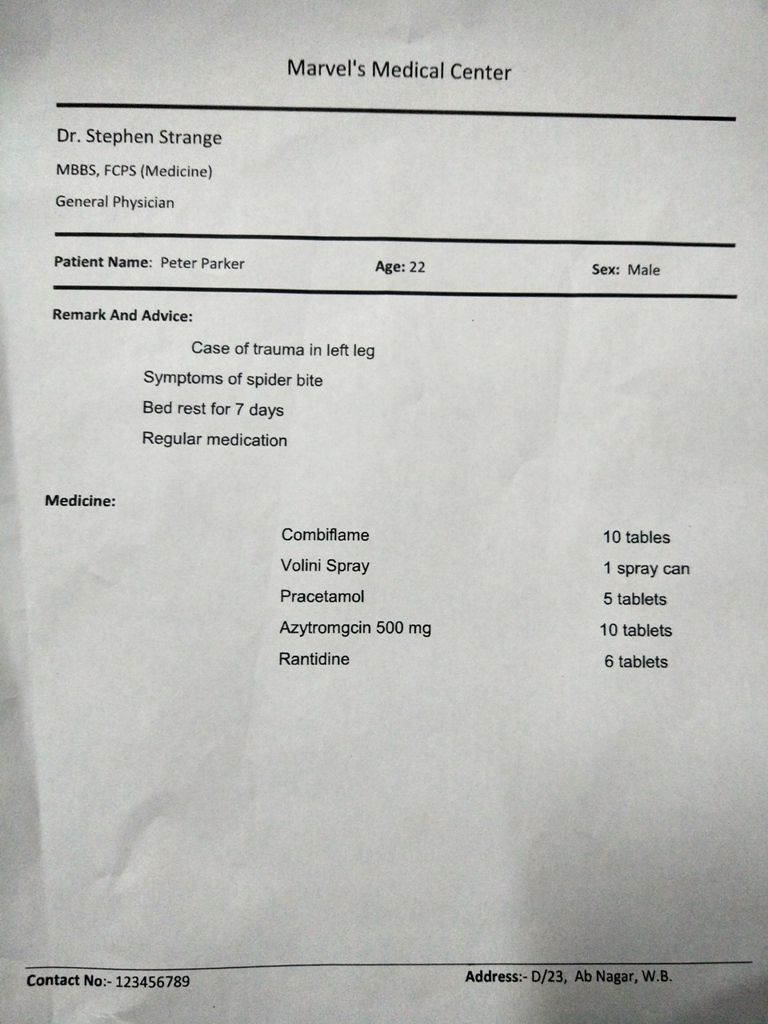 Marvel's Medical Center
Dr. Stephen Strange
MBBS, FCPS (Medicine)
General Physician
Patient Name: Peter Parker Age: 22 Sex: Male
Remark And Advice:
Case of trauma in left leg
Symptoms of spider bite
Bed rest for 7 days
Regular medication
Medicine:
Combiflame 10 tables
Volini Spray 1 spray can
Pracetamol 5 tablets
Azytromgcin 500 mg 10 tablets
Rantidine 6 tablets
Contact No:- 123456789 Address:- D/23, Ab Nagar, W.B.